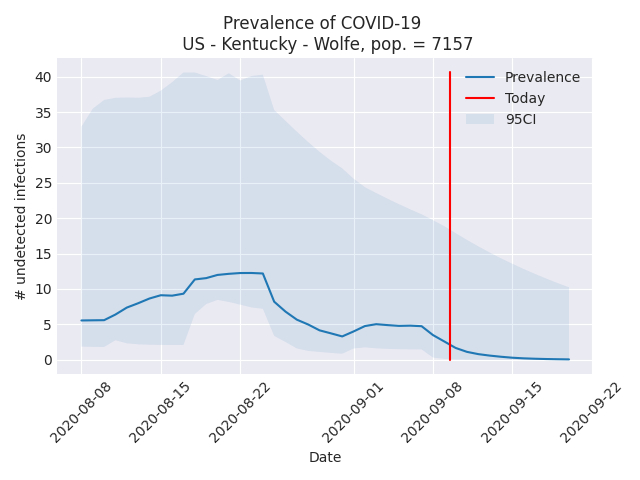 Prevalence of COVID-19
US - Kentucky - Wolfe, pop. = 7157
# undetected infections
40
35
30
25
20
15
10
5
0
Prevalence
Today
95CI
2020-08-08
2020-08-15
2020-08-22
2020-09-01
2020-09-08
2020-09-15
2020-09-22
Date